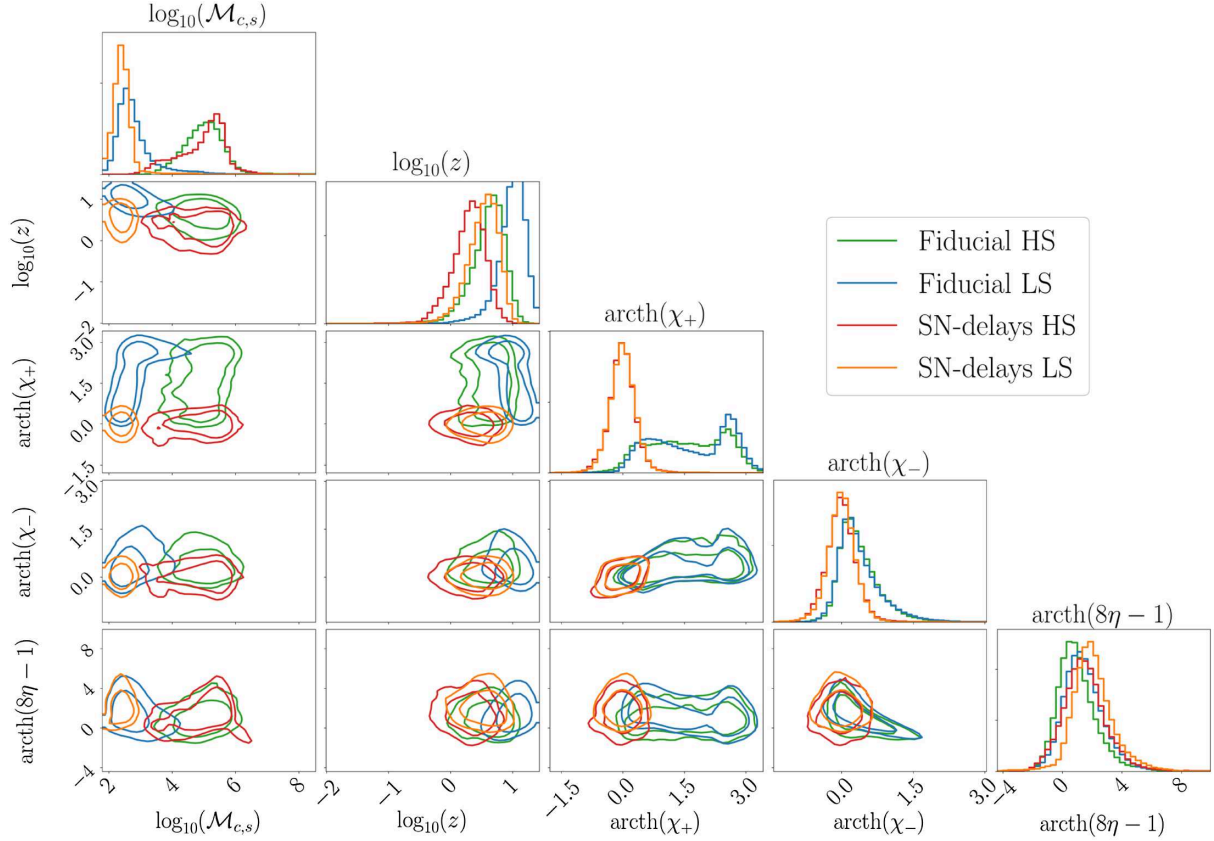 log₁₀(ℳ_{c,s})
log₁₀(z)
log₁₀(z)
1
0
−1
−2
Fiducial HS
Fiducial LS
SN-delays HS
SN-delays LS
arcth(χ₊)
arcth(χ₊)
3.0
1.5
0.0
−1.5
arcth(χ₋)
arcth(χ₋)
3.0
1.5
0.0
arcth(8η − 1)
arcth(8η − 1)
8
4
0
−4
2 4 6 8
−2 −1 0 1
−1.5 0.0 1.5 3.0
0.0 1.5 3.0
−4 0 4 8
log₁₀(ℳ_{c,s})
log₁₀(z)
arcth(χ₊)
arcth(χ₋)
arcth(8η − 1)